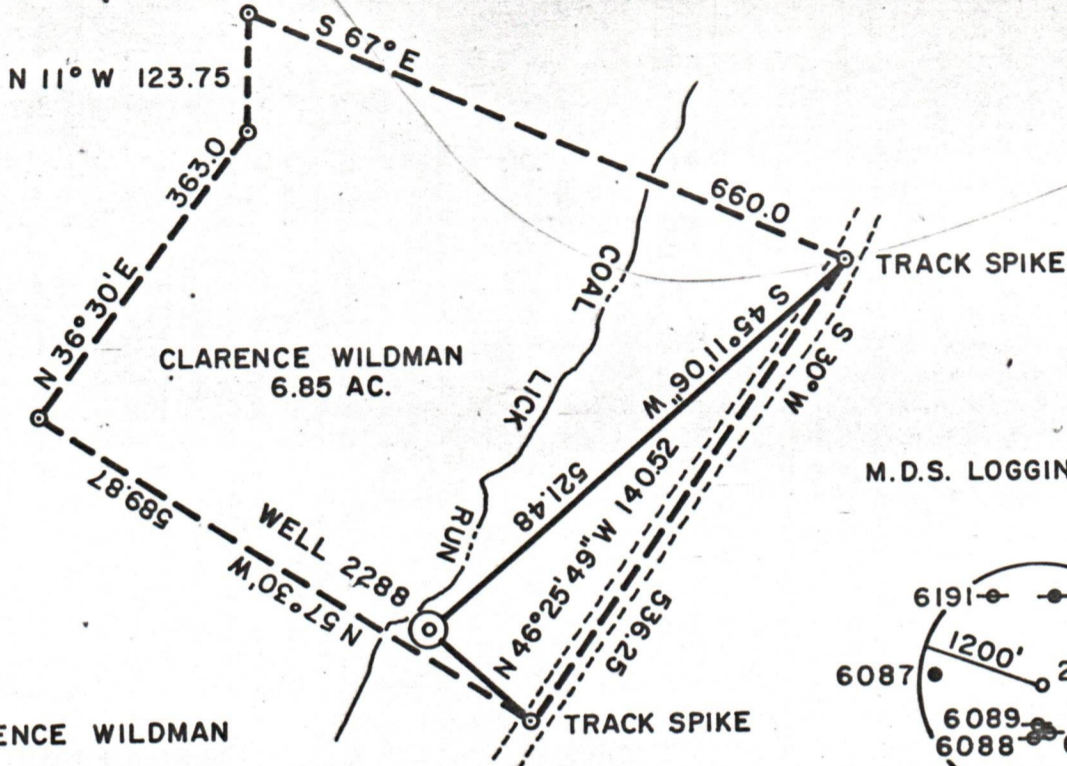 S 67° E
N 11° W 123.75
363.0
660.0
TRACK SPIKE
N 36° 30' E
COAL
S 45° 11' 06" W
S 30° W
CLARENCE WILDMAN
6.85 AC.
LICK
M.D.S. LOGGIN
521.48
589.87
WELL 2288
RUN
N 46° 25' 49" W 140.52
536.25
N 57° 30' W
6191
1200'
6087
2
6089
6088
TRACK SPIKE
ENCE WILDMAN